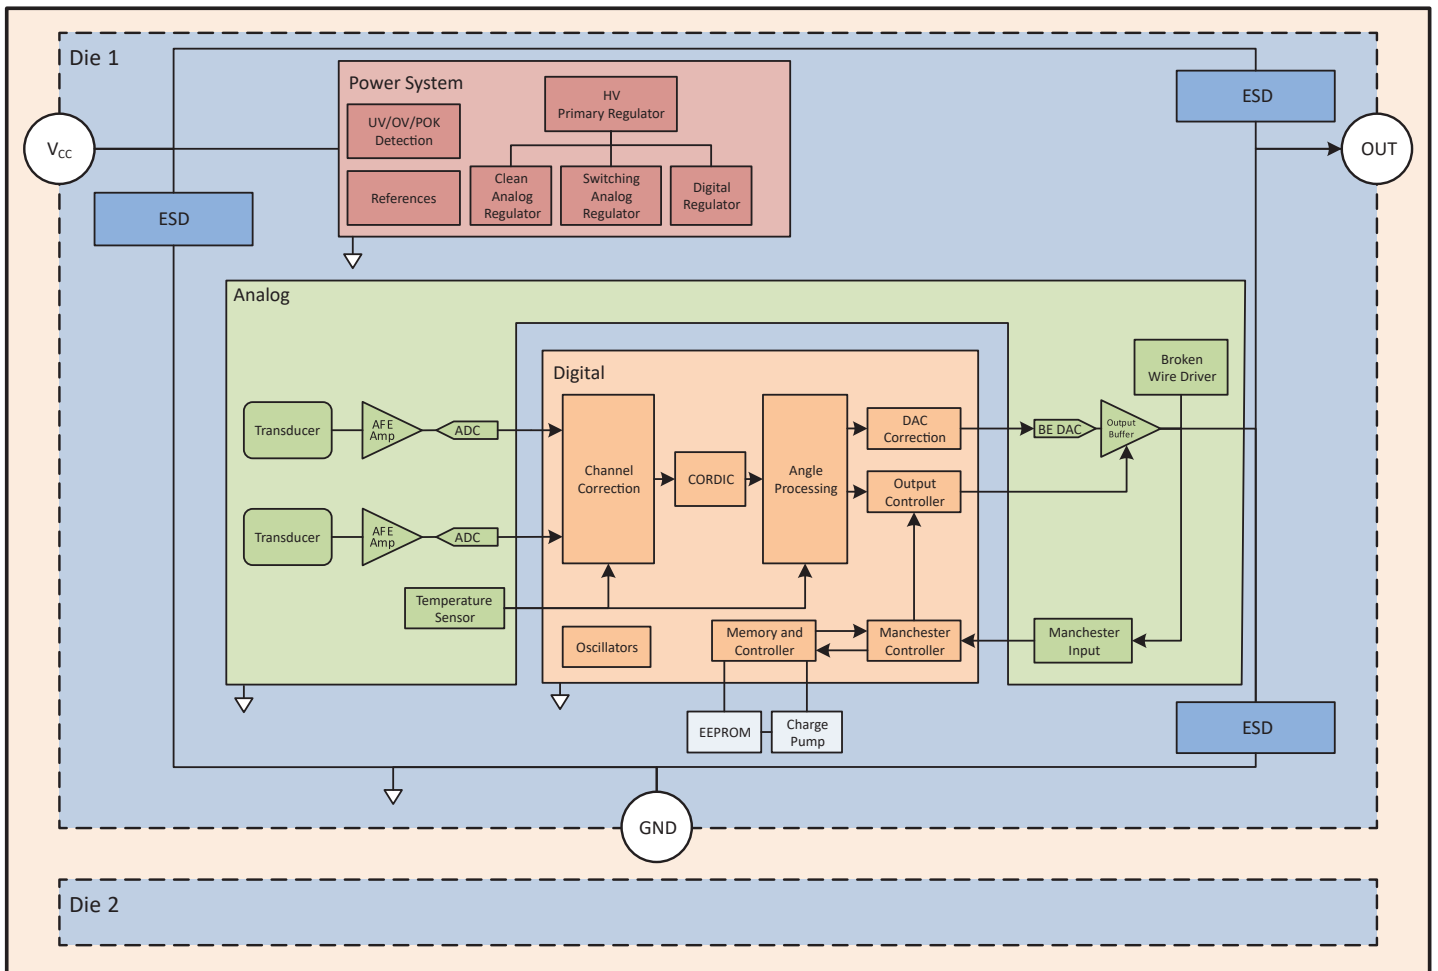 Die 1
Power System
HV
Primary Regulator
UV/OV/POK
Detection
References
Clean
Analog
Regulator
Switching
Analog
Regulator
Digital
Regulator
ESD
VCC
OUT
ESD
Analog
Digital
Broken
Wire Driver
Transducer
AFE
Amp
ADC
Channel
Correction
CORDIC
Angle
Processing
DAC
Correction
BE DAC
Output
Buffer
Output
Controller
Transducer
AFE
Amp
ADC
Temperature
Sensor
Oscillators
Memory and
Controller
Manchester
Controller
Manchester
Input
EEPROM
Charge
Pump
ESD
GND
Die 2